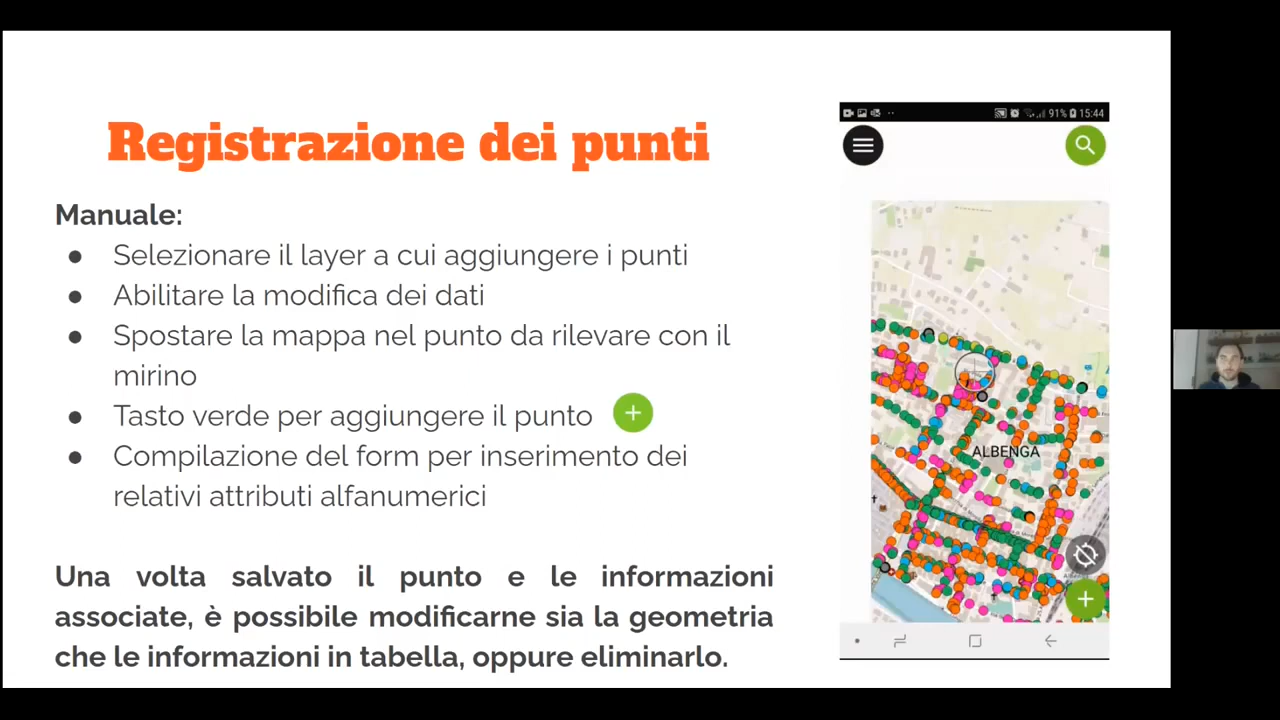 Registrazione dei punti
Manuale:
● Selezionare il layer a cui aggiungere i punti
● Abilitare la modifica dei dati
● Spostare la mappa nel punto da rilevare con il
mirino
● Tasto verde per aggiungere il punto
● Compilazione del form per inserimento dei
relativi attributi alfanumerici
Una volta salvato il punto e le informazioni
associate, è possibile modificarne sia la geometria
che le informazioni in tabella, oppure eliminarlo.
91% 15:44
ALBENGA